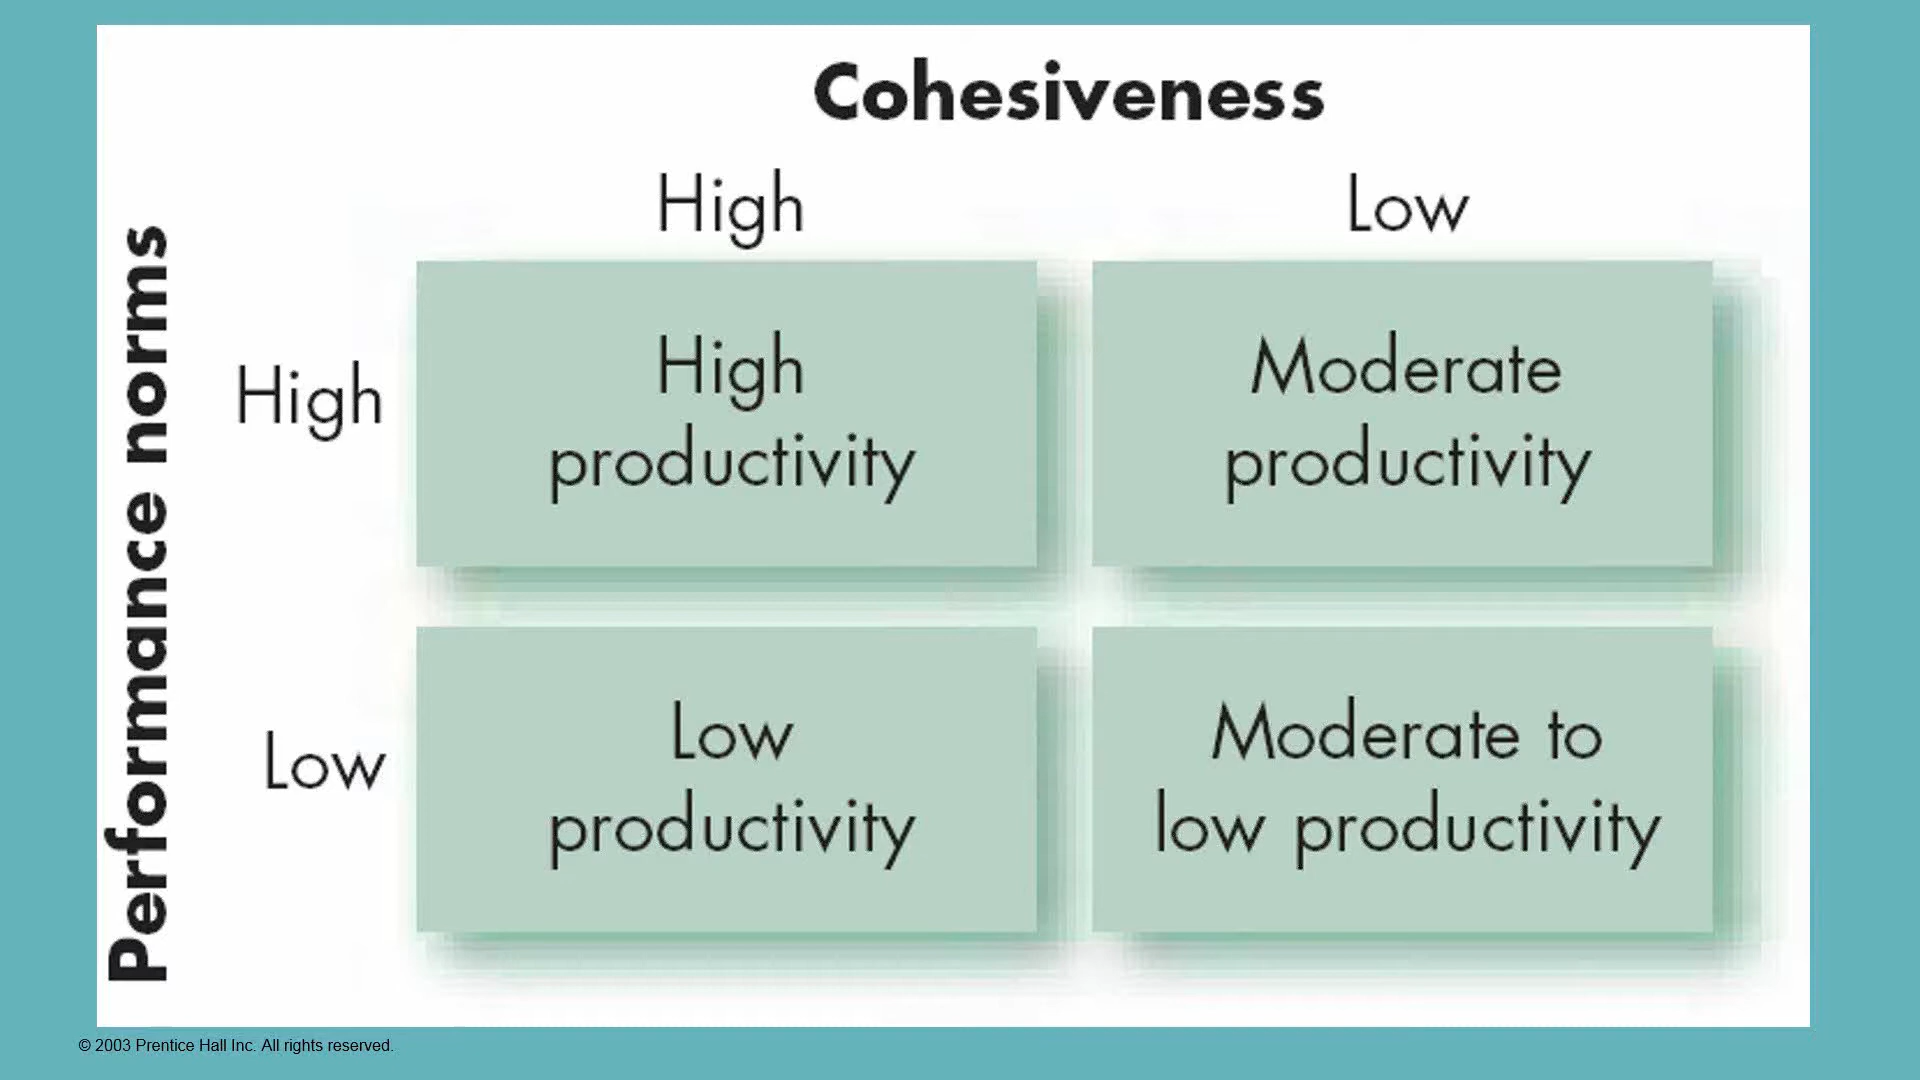 Cohesiveness
High
Low
Performance norms
High
High
productivity
Moderate
productivity
Low
Low
productivity
Moderate to
low productivity
© 2003 Prentice Hall Inc. All rights reserved.